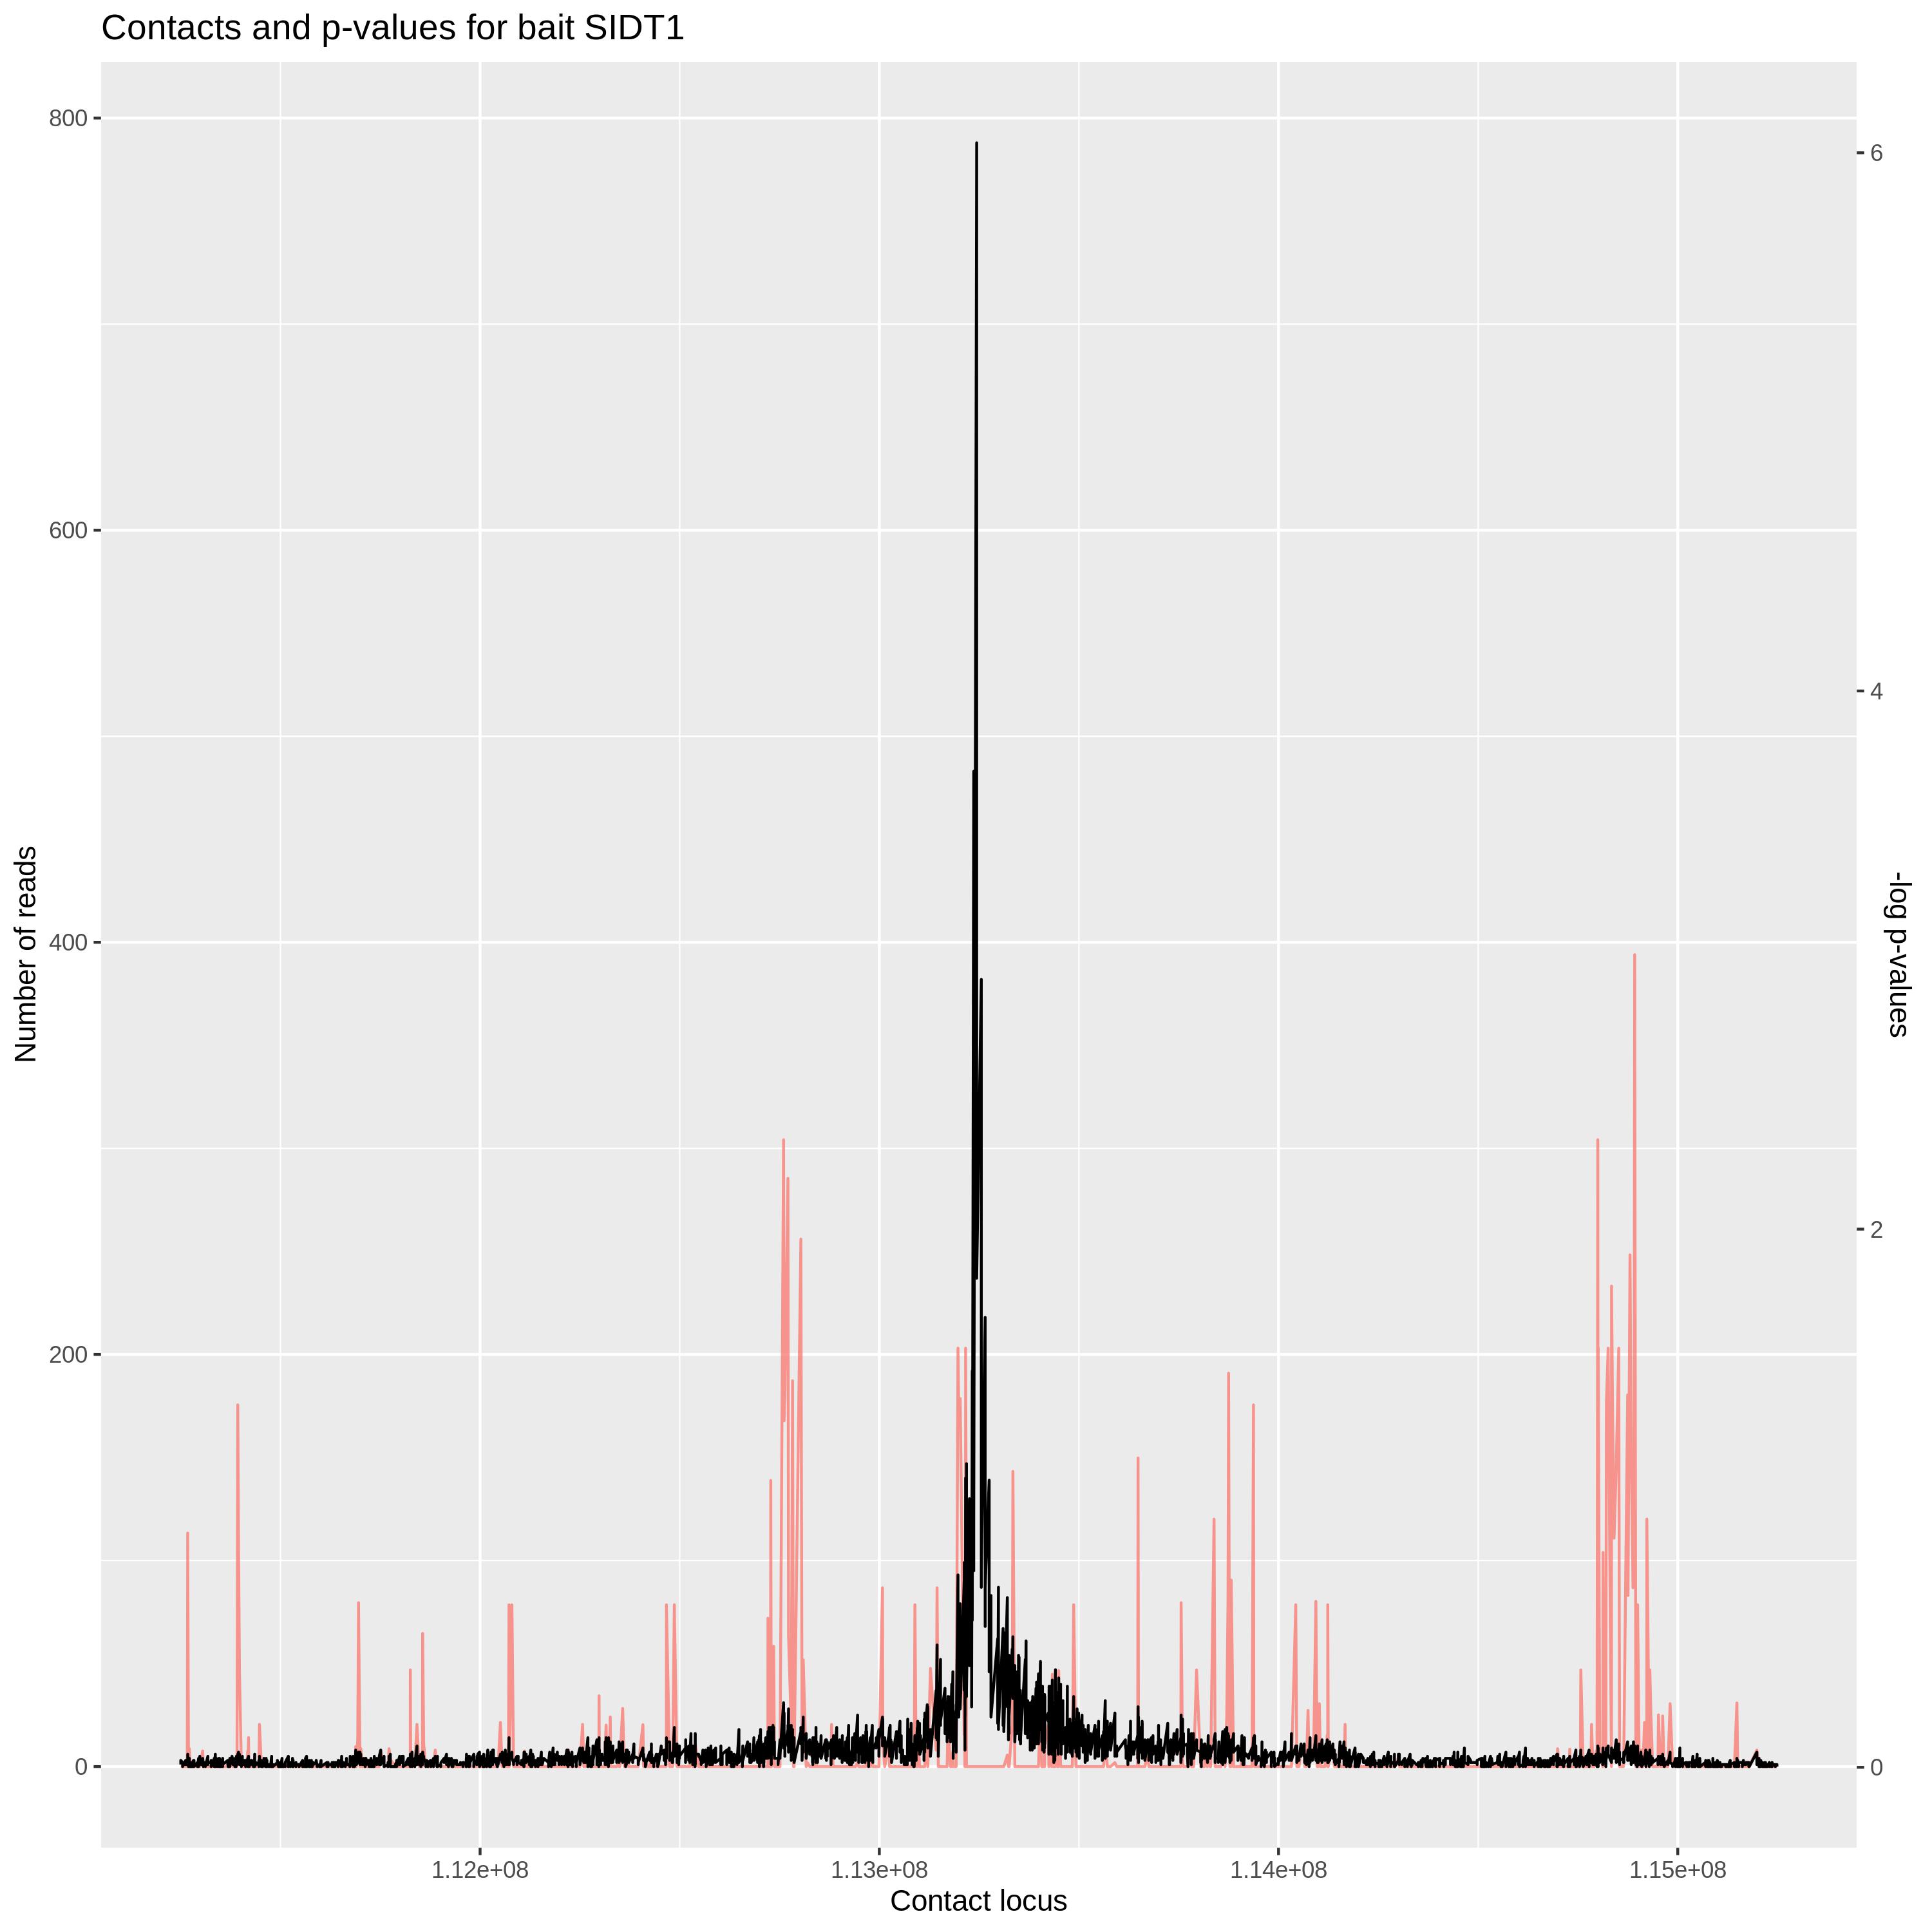 Contacts and p-values for bait SIDT1
800
600
400
200
0
Number of reads
6
4
2
0
-log p-values
1.12e+08
1.13e+08
1.14e+08
1.15e+08
Contact locus